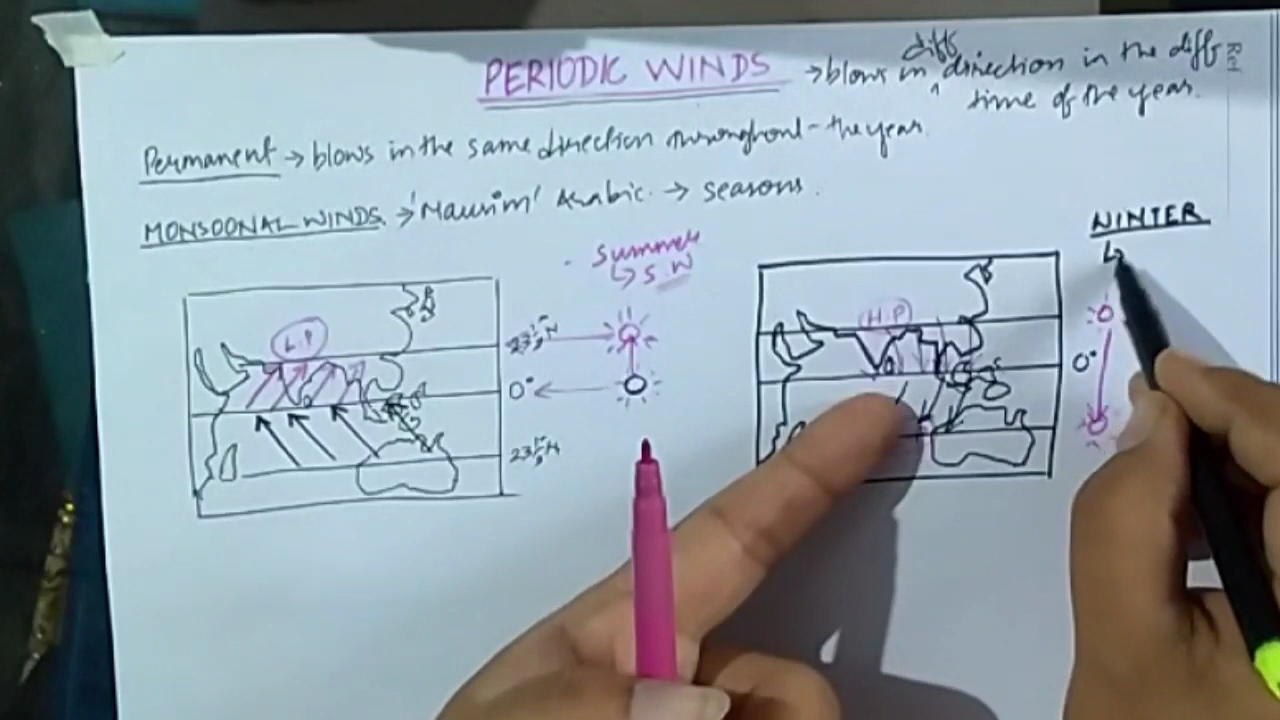 PERIODIC WINDS → blows in diff direction in the diff
time of the year.
Permanent → blows in the same direction throughout the year.
MONSOONAL WINDS → 'Mausim' Arabic → seasons.
Summer
↳ S W
WINTER
↳
L.P
H.P
23½°N
0°
0°
23½°N